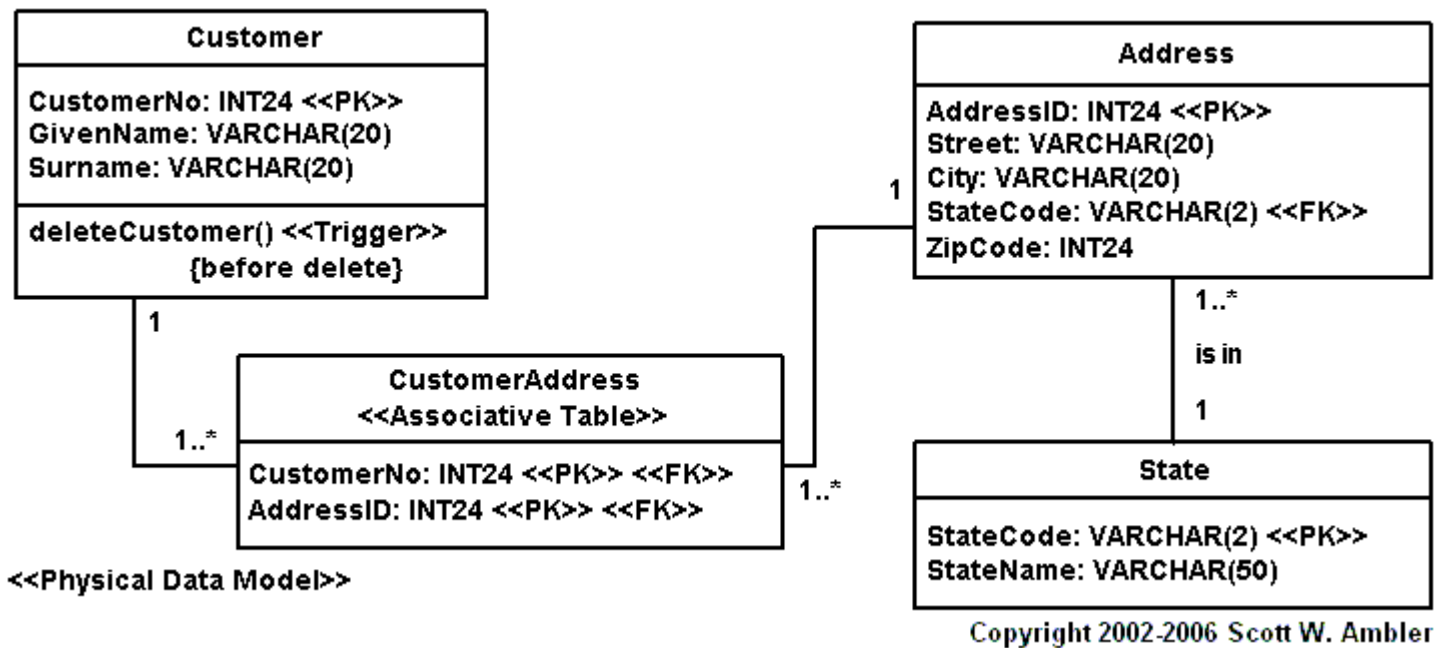 Customer
CustomerNo: INT24 <<PK>>
GivenName: VARCHAR(20)
Surname: VARCHAR(20)
deleteCustomer() <<Trigger>>
{before delete}
1
1..*
CustomerAddress
<<Associative Table>>
CustomerNo: INT24 <<PK>> <<FK>>
AddressID: INT24 <<PK>> <<FK>>
1..*
1
Address
AddressID: INT24 <<PK>>
Street: VARCHAR(20)
City: VARCHAR(20)
StateCode: VARCHAR(2) <<FK>>
ZipCode: INT24
1..*
is in
1
State
StateCode: VARCHAR(2) <<PK>>
StateName: VARCHAR(50)
<<Physical Data Model>>
Copyright 2002-2006 Scott W. Ambler